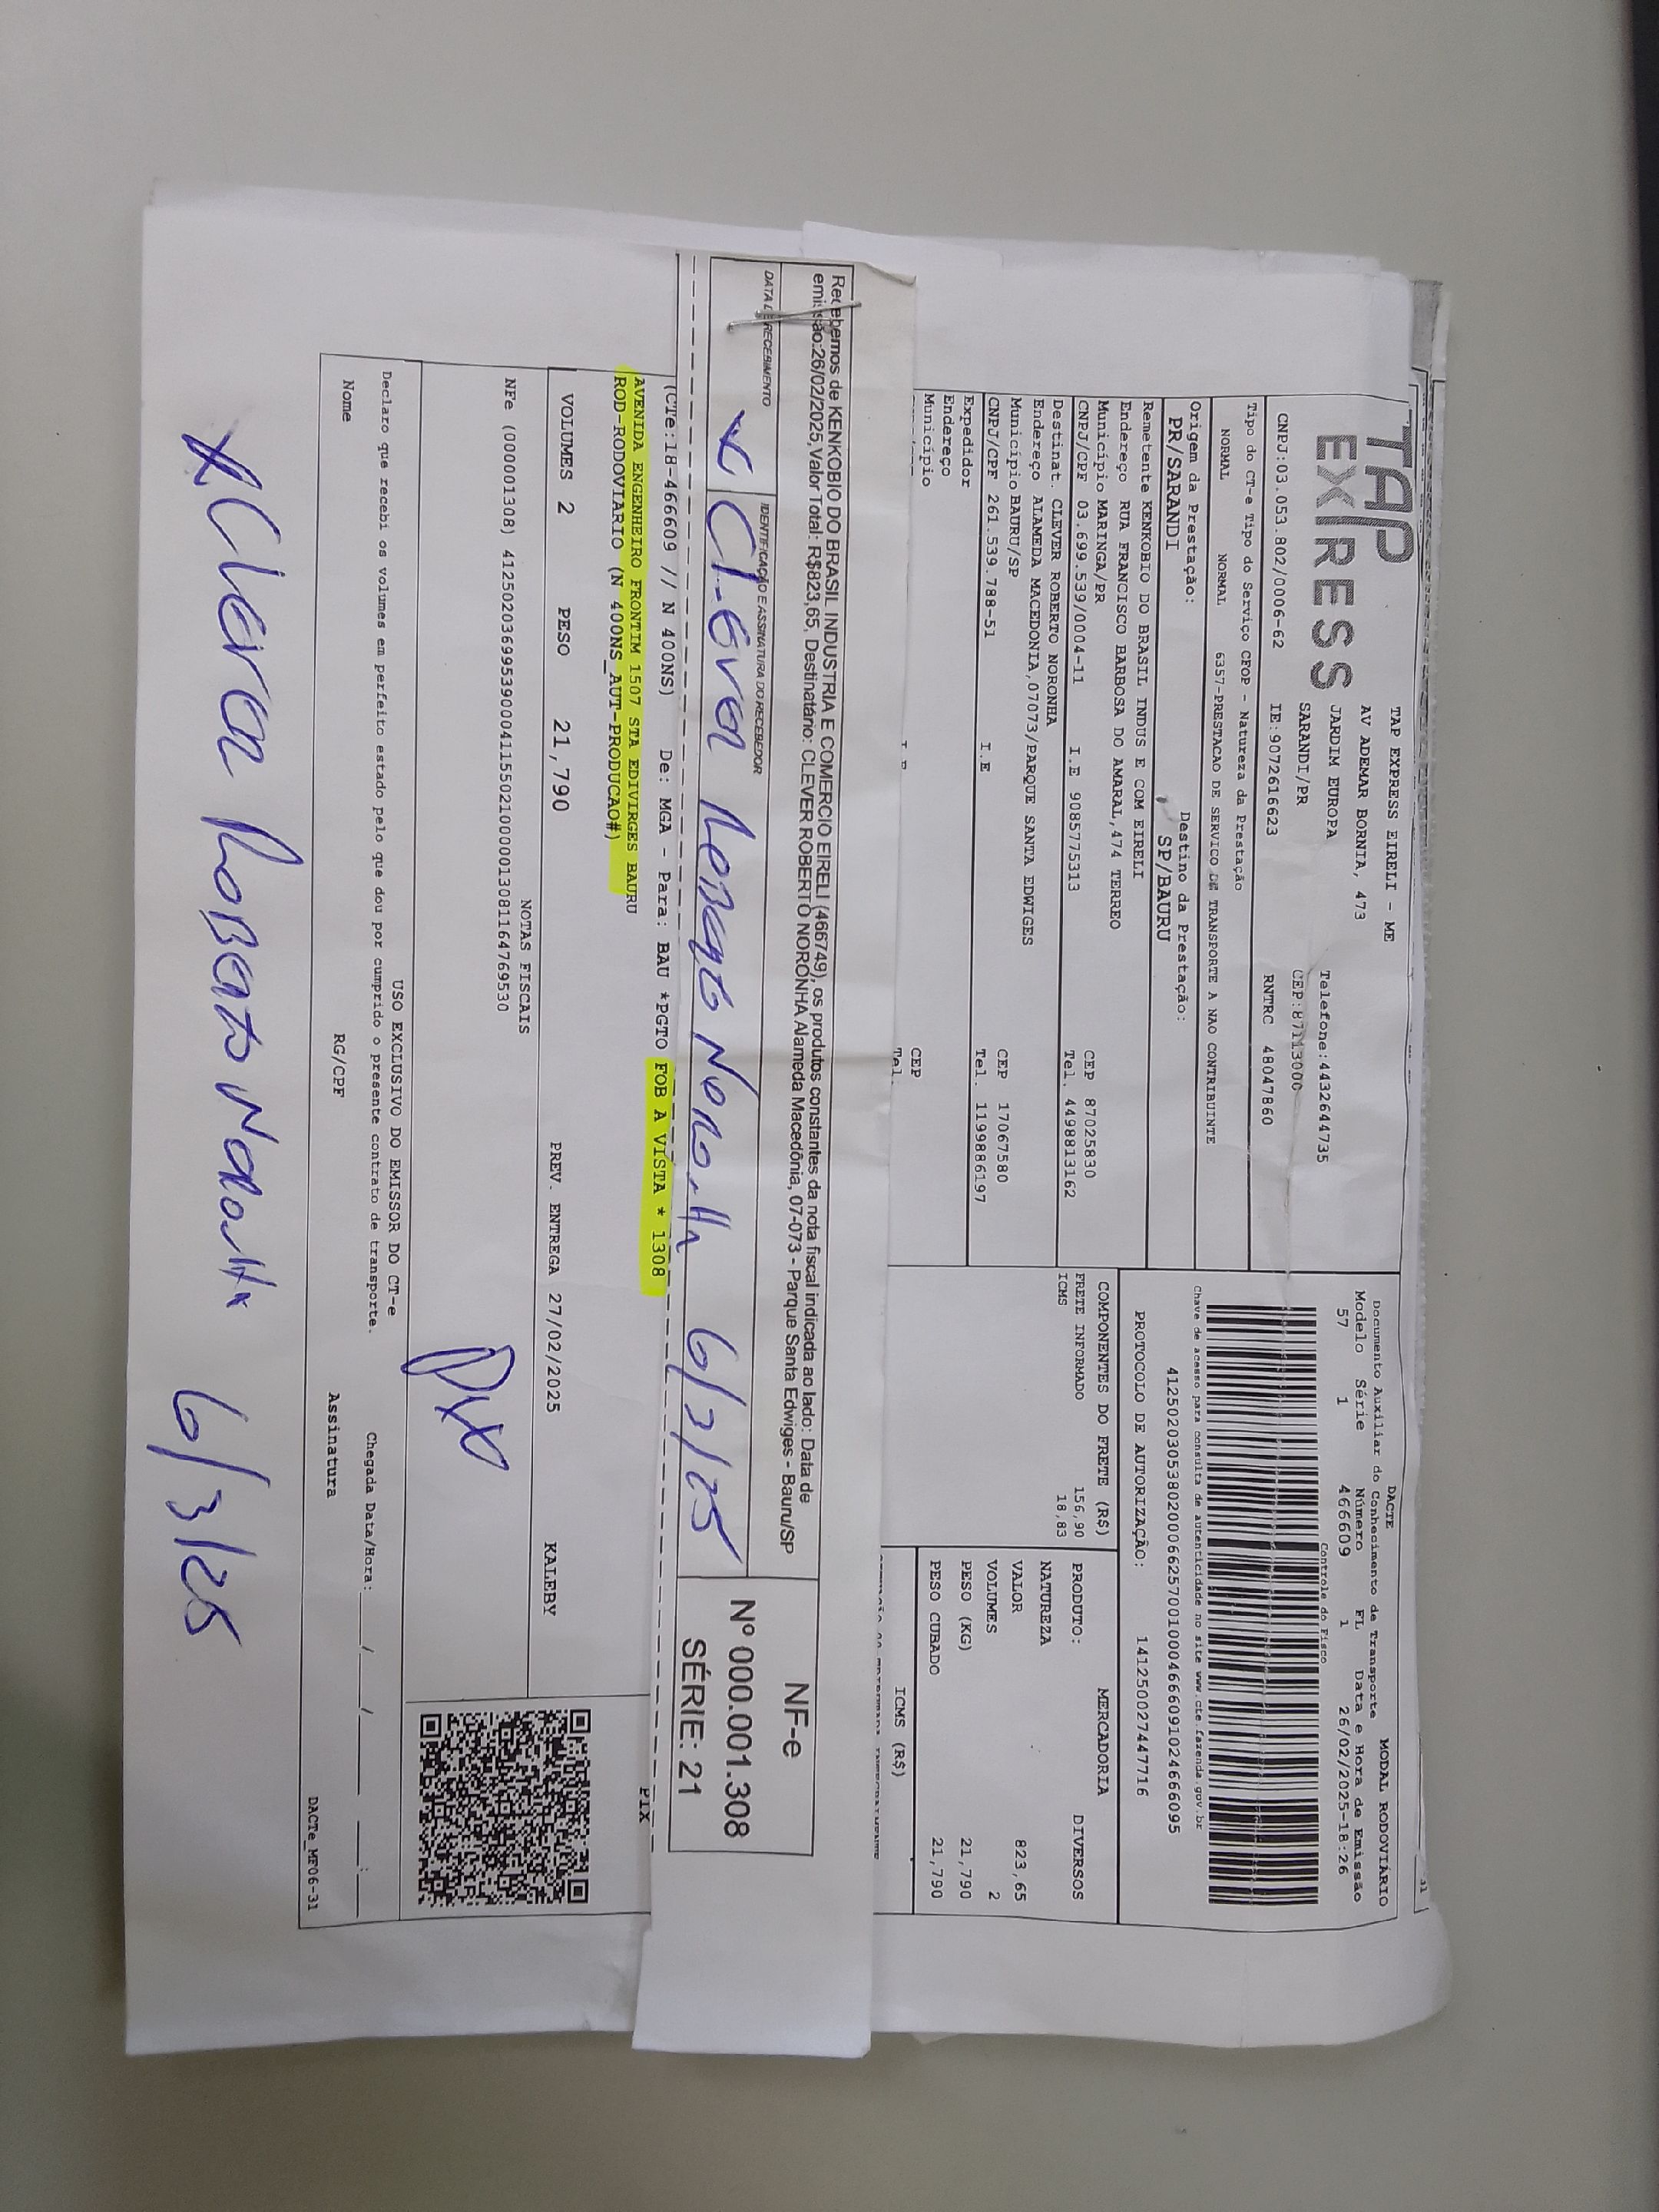 TAP
EXPRESS
TAP EXPRESS EIRELI - ME
AV ADEMAR BORNIA, 473
JARDIM EUROPA
SARANDI/PR
Telefone:4432644735
CEP:87113000
CNPJ:03.053.802/0006-62 IE:9072616623 RNTRC 48047860
Tipo do CT-e Tipo do Serviço CFOP - Natureza da Prestação
NORMAL NORMAL 6357-PRESTACAO DE SERVICO DE TRANSPORTE A NAO CONTRIBUINTE
Origem da Prestação: Destino da Prestação:
PR/SARANDI SP/BAURU
Remetente KENKOBIO DO BRASIL INDUS E COM EIRELI
Endereço RUA FRANCISCO BARBOSA DO AMARAL,474 TERREO
Município MARINGA/PR CEP 87025830
CNPJ/CPF 03.699.539/0004-11 I.E 9085775313 Tel. 4498813162
Destinat. CLEVER ROBERTO NORONHA
Endereço ALAMEDA MACEDONIA,07073/PARQUE SANTA EDWIGES
Município BAURU/SP CEP 17067580
CNPJ/CPF 261.539.788-51 I.E Tel. 1199886197
Expedidor
Endereço
Município CEP
Tel.
DACTE MODAL RODOVIÁRIO
Documento Auxiliar do Conhecimento de Transporte
Modelo Série Número FL Data e Hora de Emissão
57 1 466609 1 26/02/2025-18:26
Controle do Fisco
Chave de acesso para consulta de autenticidade no site www.cte.fazenda.gov.br
41250203053802000662570010004666091024666095
PROTOCOLO DE AUTORIZAÇÃO: 141250027447716
COMPONENTES DO FRETE (R$)
FRETE INFORMADO 156,90
ICMS 18,83
MERCADORIA
PRODUTO: DIVERSOS
NATUREZA
VALOR 823,65
VOLUMES 2
PESO (KG) 21,790
PESO CUBADO 21,790
ICMS (R$)
Recebemos de KENKOBIO DO BRASIL INDUSTRIA E COMERCIO EIRELI (466749), os produtos constantes da nota fiscal indicada ao lado: Data de
emissão:26/02/2025,Valor Total: R$823,65, Destinatário: CLEVER ROBERTO NORONHA Alameda Macedônia, 07-073 - Parque Santa Edwiges - Bauru/SP
DATA DE RECEBIMENTO IDENTIFICAÇÃO E ASSINATURA DO RECEBEDOR
x Clever Roberto Noronha 6/3/25
NF-e
Nº 000.001.308
SÉRIE: 21
(CTe:18-466609 // N 400NS) De: MGA - Para: BAU *PGTO FOB A VISTA * 1308
AVENIDA ENGENHEIRO FRONTIM 1507 STA EDIVIRGES BAURU
ROD-RODOVIARIO (N 400NS_AUT-PRODUCAO#)
PIX
VOLUMES 2 PESO 21,790 PREV. ENTREGA 27/02/2025 KALEBY
NOTAS FISCAIS
NFe (000001308) 41250203699539000411550210000013081164769530
USO EXCLUSIVO DO EMISSOR DO CT-e
Declaro que recebi os volumes em perfeito estado pelo que dou por cumprido o presente contrato de transporte. Chegada Data/Hora:___/___/____ __:__
Nome RG/CPF Assinatura
DACTe_MF06-31
x Clever Roberto Noronha 6/3/25